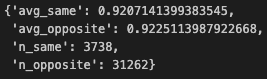 {'avg_same': 0.9207141399383545,
'avg_opposite': 0.9225113987922668,
'n_same': 3738,
'n_opposite': 31262}